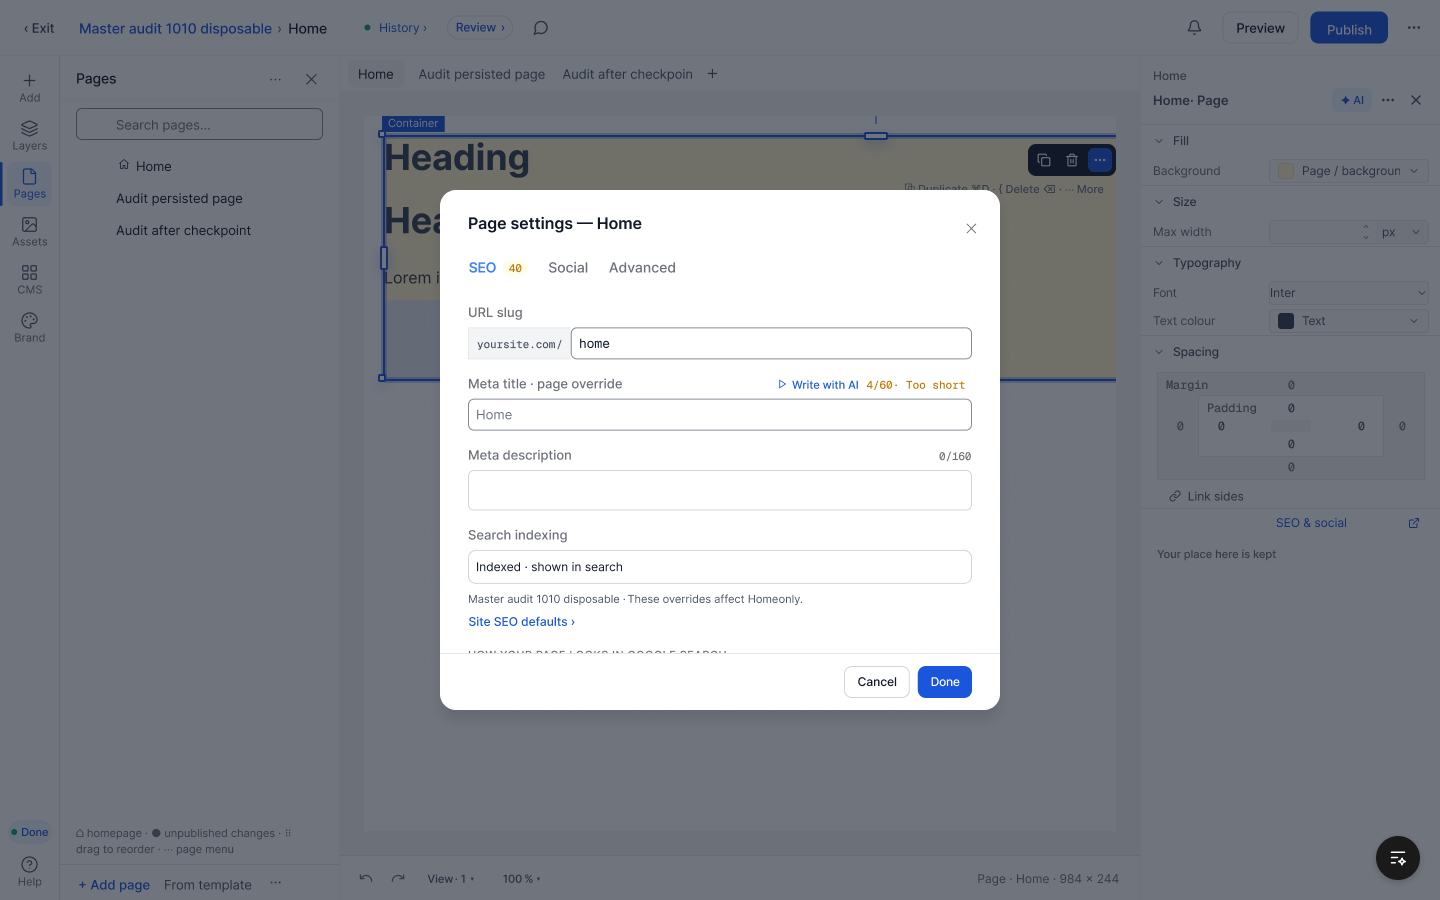 ‹ Exit
Master audit 1010 disposable › Home
History ›
Review ›
Preview
Publish
Add
Layers
Pages
Assets
CMS
Brand
Done
Help
Pages
Search pages...
Home
Audit persisted page
Audit after checkpoint
homepage · ● unpublished changes · ⠿
drag to reorder · ··· page menu
+ Add page
From template
Home
Audit persisted page
Audit after checkpoin
Container
Heading
Duplicate ⌘D · { Delete ⌫ · ··· More
Lorem i
Page settings — Home
SEO 40
Social
Advanced
URL slug
yoursite.com/
home
Meta title · page override
Write with AI
4/60· Too short
Home
Meta description
0/160
Search indexing
Indexed · shown in search
Master audit 1010 disposable · These overrides affect Homeonly.
Site SEO defaults ›
HOW YOUR PAGE LOOKS IN GOOGLE SEARCH
Cancel
Done
View · 1
100 %
Page · Home · 984 × 244
Home
Home· Page
AI
Fill
Background
Page / backgroun
Size
Max width
px
Typography
Font
Inter
Text colour
Text
Spacing
Margin
0
Padding
0
0
0
0
0
0
0
Link sides
SEO & social
Your place here is kept